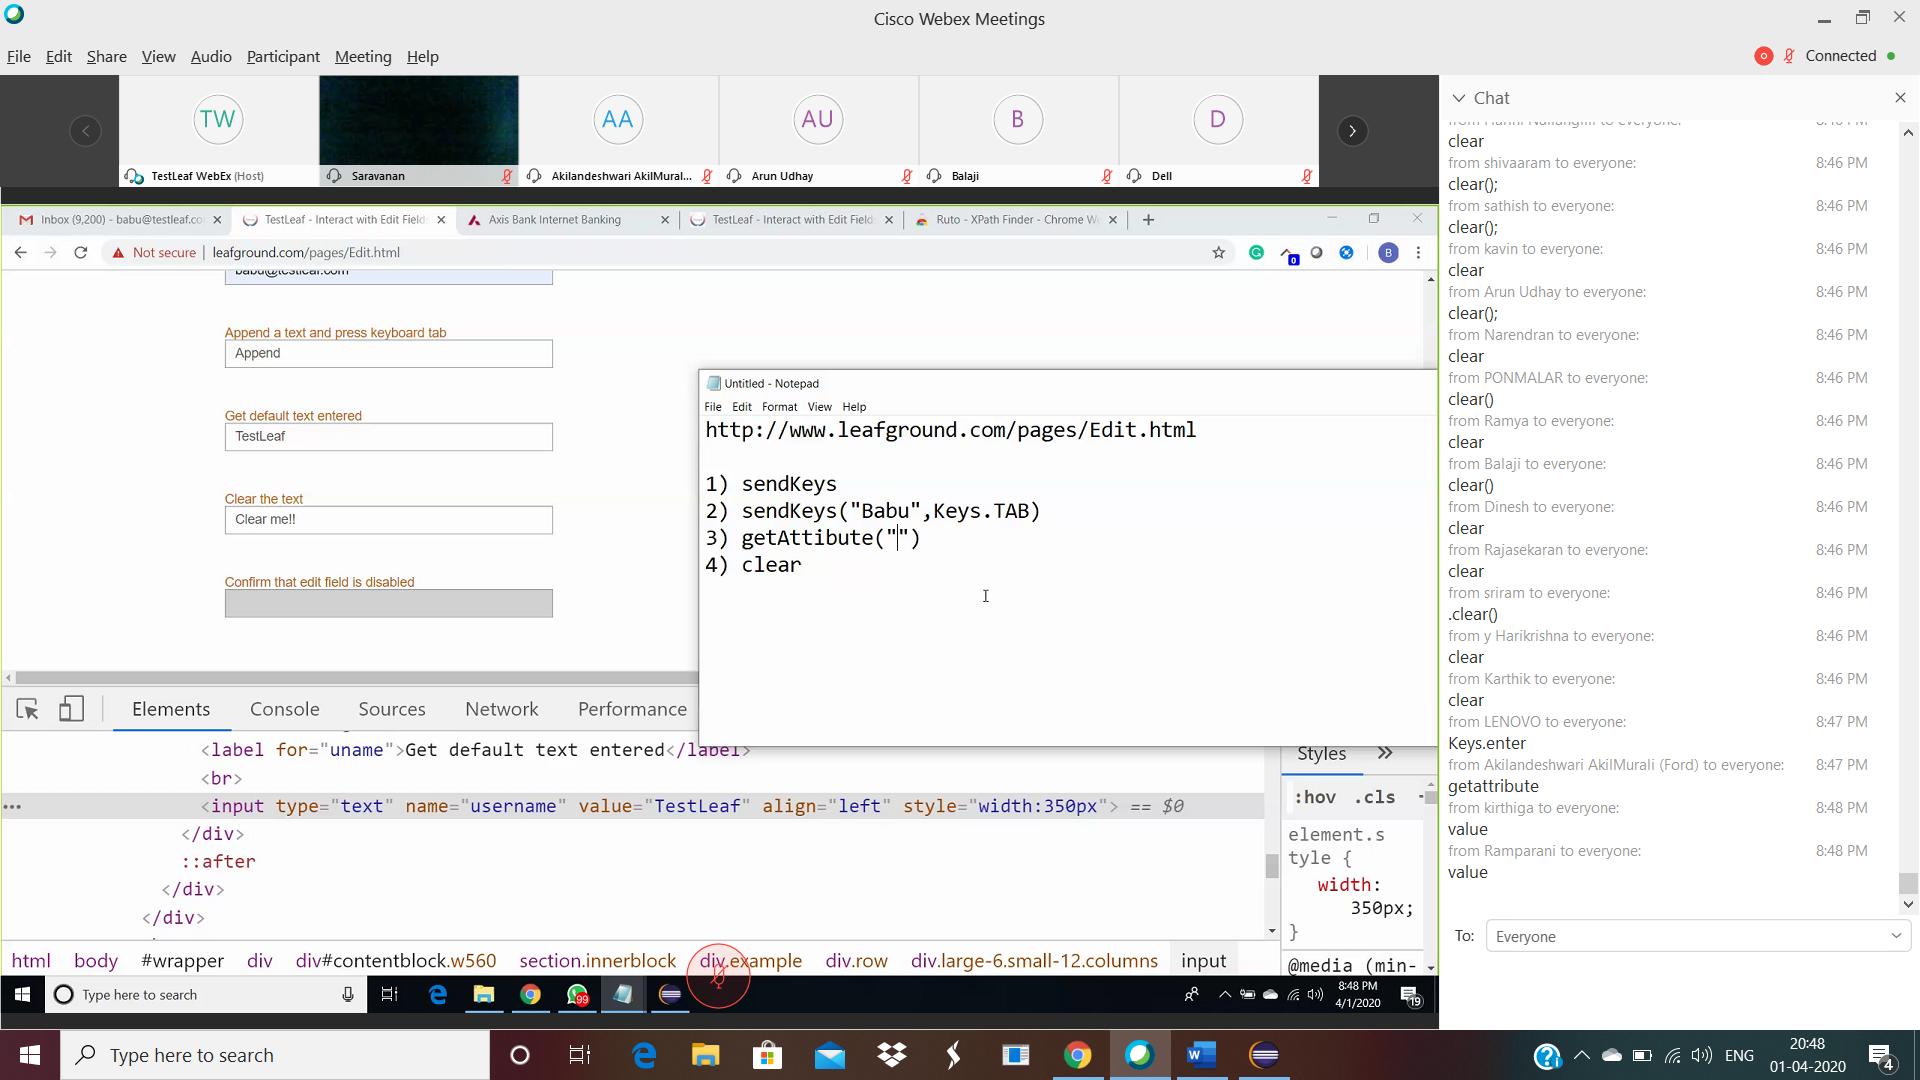 Cisco Webex Meetings
File Edit Share View Audio Participant Meeting Help
Connected
TW
AA
AU
B
D
TestLeaf WebEx (Host)
Saravanan
Akilandeshwari AkilMural...
Arun Udhay
Balaji
Dell
Inbox (9,200) - babu@testleaf.co
TestLeaf - Interact with Edit Fields
Axis Bank Internet Banking
TestLeaf - Interact with Edit Fields
Ruto - XPath Finder - Chrome We
Not secure
leafground.com/pages/Edit.html
0
B
babu@testleaf.com
Append a text and press keyboard tab
Append
Get default text entered
TestLeaf
Clear the text
Clear me!!
Confirm that edit field is disabled
Untitled - Notepad
File Edit Format View Help
http://www.leafground.com/pages/Edit.html
1) sendKeys
2) sendKeys("Babu",Keys.TAB)
3) getAttibute("")
4) clear
Elements Console Sources Network Performance
<label for="uname">Get default text entered</label>
<br>
<input type="text" name="username" value="TestLeaf" align="left" style="width:350px"> == $0
</div>
::after
</div>
</div>
Styles
:hov .cls
element.s
tyle {
width:
350px;
}
@media (min-
html body #wrapper div div#contentblock.w560 section.innerblock div.example div.row div.large-6.small-12.columns input
Type here to search
99
8:48 PM
4/1/2020
19
Chat
clear
from shivaaram to everyone: 8:46 PM
clear();
from sathish to everyone: 8:46 PM
clear();
from kavin to everyone: 8:46 PM
clear
from Arun Udhay to everyone: 8:46 PM
clear();
from Narendran to everyone: 8:46 PM
clear
from PONMALAR to everyone: 8:46 PM
clear()
from Ramya to everyone: 8:46 PM
clear
from Balaji to everyone: 8:46 PM
clear()
from Dinesh to everyone: 8:46 PM
clear
from Rajasekaran to everyone: 8:46 PM
clear
from sriram to everyone: 8:46 PM
.clear()
from y Harikrishna to everyone: 8:46 PM
clear
from Karthik to everyone: 8:46 PM
clear
from LENOVO to everyone: 8:47 PM
Keys.enter
from Akilandeshwari AkilMurali (Ford) to everyone: 8:47 PM
getattribute
from kirthiga to everyone: 8:48 PM
value
from Ramparani to everyone: 8:48 PM
value
To: Everyone
Type here to search
ENG
20:48
01-04-2020
4